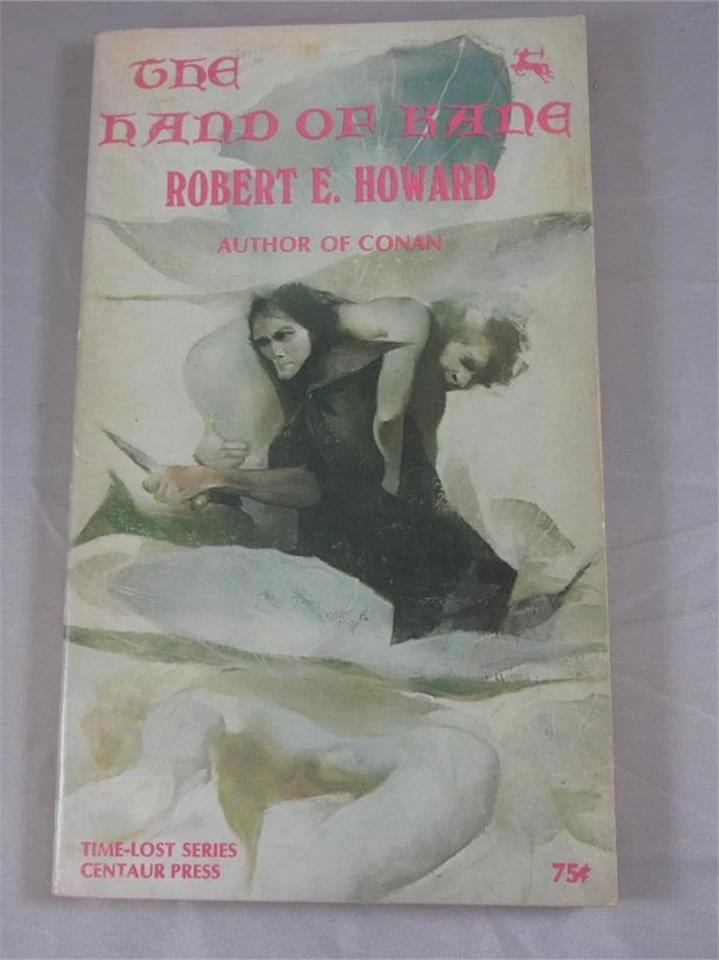 THE
HAND OF KANE
ROBERT E. HOWARD
AUTHOR OF CONAN
TIME-LOST SERIES
CENTAUR PRESS
75¢